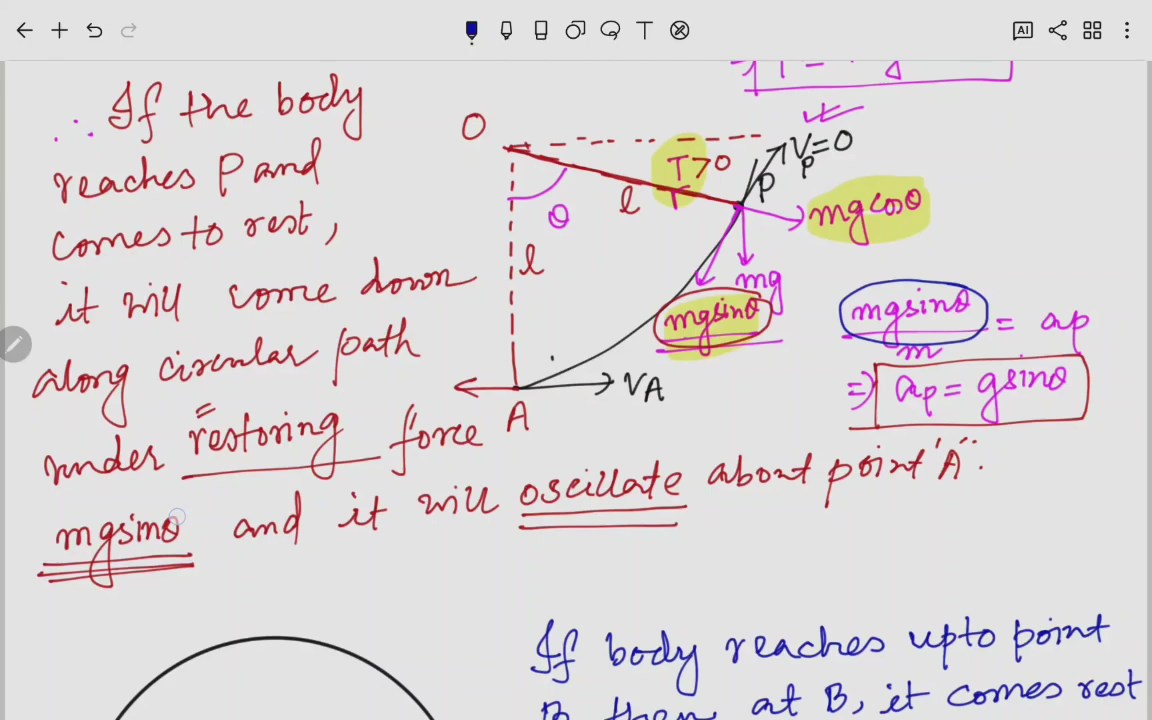 ∴ If the body
reaches P and
comes to rest,
it will come down
along circular path
under restoring force
mgsinθ and it will oscillate about point "A".
O
θ
l
l
T>0
T
P
Vp=0
mgcosθ
mg
mgsinθ
VA
A
mgsinθ/m = ap
⇒ ap = gsinθ
If body reaches upto point
B, then at B, it comes rest
AI
T